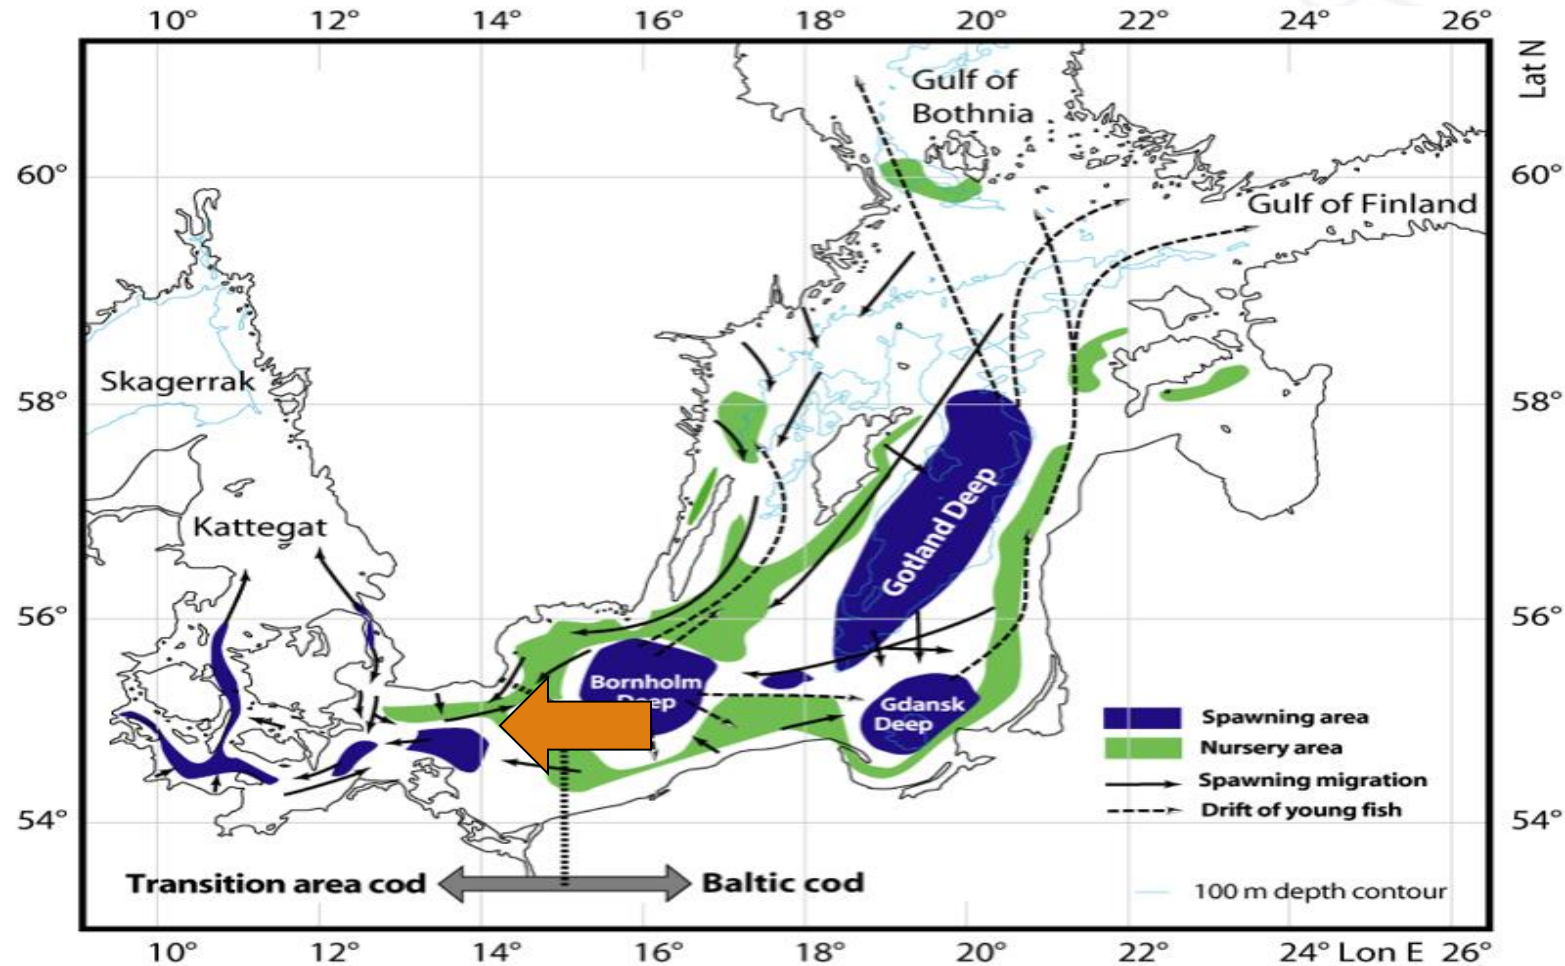 10° 12° 14° 16° 18° 20° 22° 24° 26°
Lat N
Gulf of
Bothnia
60° 60°
Gulf of Finland
Skagerrak
58° 58°
Kattegat
Gotland Deep
56° 56°
Bornholm
Deep
Gdansk
Deep
Spawning area
Nursery area
Spawning migration
Drift of young fish
54° 54°
Transition area cod
Baltic cod
100 m depth contour
10° 12° 14° 16° 18° 20° 22° 24° Lon E 26°